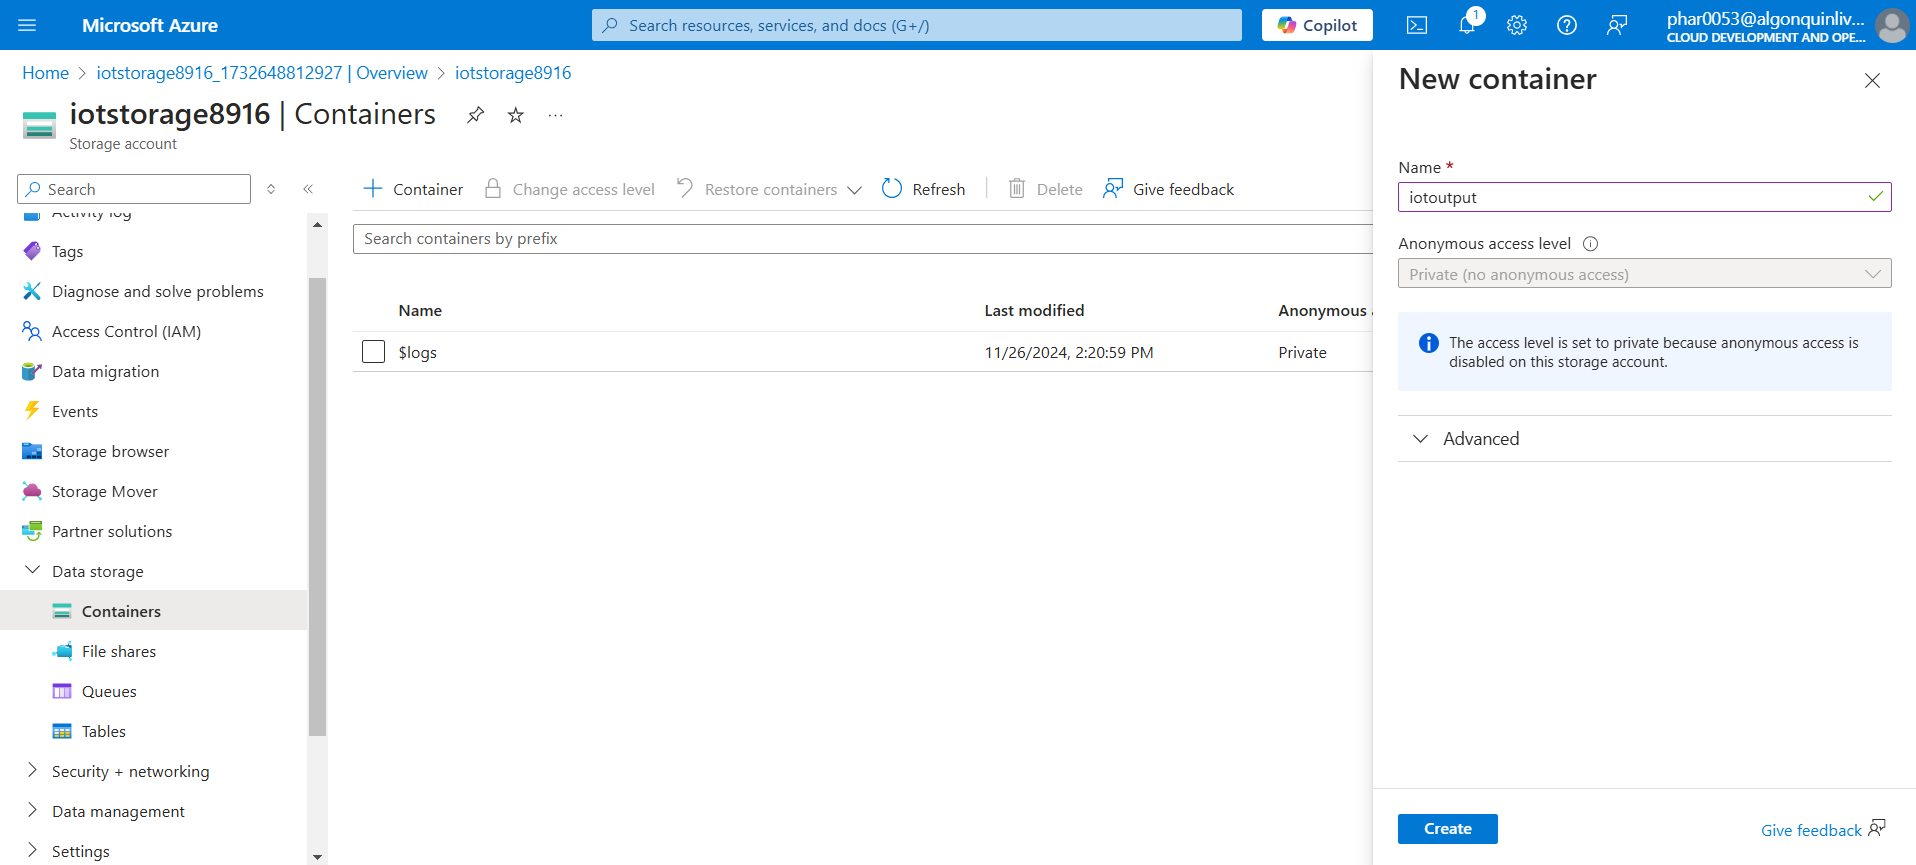 Microsoft Azure
Search resources, services, and docs (G+/)
Copilot
1
phar0053@algonquinliv...
CLOUD DEVELOPMENT AND OPE...
Home > iotstorage8916_1732648812927 | Overview > iotstorage8916
iotstorage8916 | Containers
...
Storage account
Search
Activity log
Tags
Diagnose and solve problems
Access Control (IAM)
Data migration
Events
Storage browser
Storage Mover
Partner solutions
Data storage
Containers
File shares
Queues
Tables
Security + networking
Data management
Settings
Container
Change access level
Restore containers
Refresh
Delete
Give feedback
Search containers by prefix
Name Last modified Anonymous
$logs 11/26/2024, 2:20:59 PM Private
New container
Name *
iotoutput
Anonymous access level
Private (no anonymous access)
The access level is set to private because anonymous access is
disabled on this storage account.
Advanced
Create
Give feedback